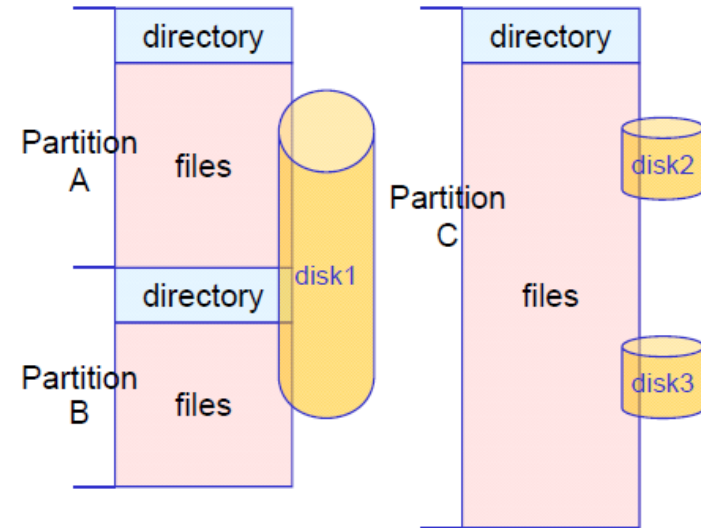 directory
Partition
A
files
disk1
directory
Partition
B
files
directory
Partition
C
files
disk2
disk3